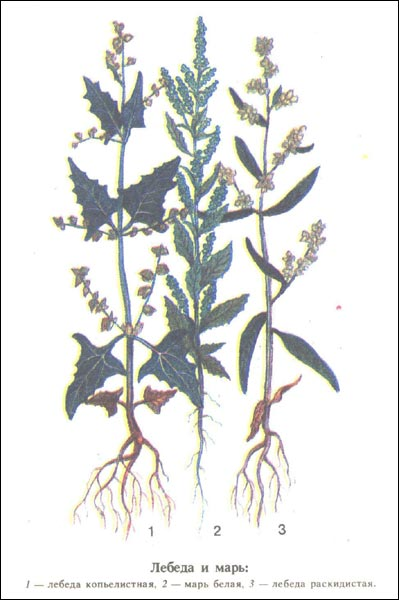 1 2 3
Лебеда и марь:
1 — лебеда копьелистная, 2 — марь белая, 3 — лебеда раскидистая.